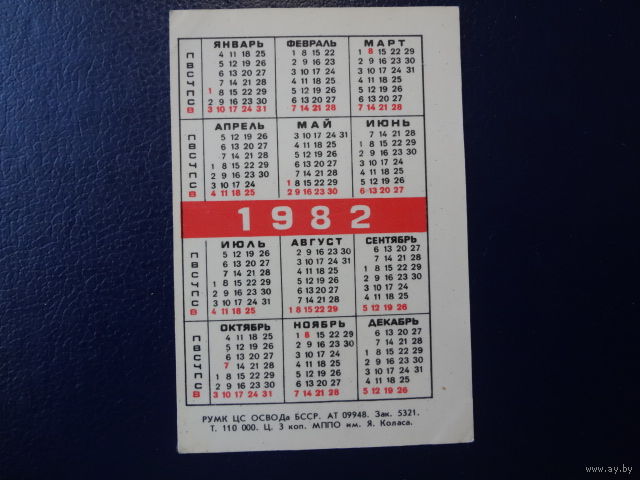 ЯНВАРЬ ФЕВРАЛЬ МАРТ
П 4 11 18 25 1 8 15 22 1 8 15 22 29
В 5 12 19 26 2 9 16 23 2 9 16 23 30
С 6 13 20 27 3 10 17 24 3 10 17 24 31
Ч 7 14 21 28 4 11 18 25 4 11 18 25
П 1 8 15 22 29 5 12 19 26 5 12 19 26
С 2 9 16 23 30 6 13 20 27 6 13 20 27
В 3 10 17 24 31 7 14 21 28 7 14 21 28
АПРЕЛЬ МАЙ ИЮНЬ
П 5 12 19 26 3 10 17 24 31 7 14 21 28
В 6 13 20 27 4 11 18 25 1 8 15 22 29
С 7 14 21 28 5 12 19 26 2 9 16 23 30
Ч 1 8 15 22 29 6 13 20 27 3 10 17 24
П 2 9 16 23 30 7 14 21 28 4 11 18 25
С 3 10 17 24 1 8 15 22 29 5 12 19 26
В 4 11 18 25 2 9 16 23 30 6 13 20 27
1982
ИЮЛЬ АВГУСТ СЕНТЯБРЬ
П 5 12 19 26 2 9 16 23 30 6 13 20 27
В 6 13 20 27 3 10 17 24 31 7 14 21 28
С 7 14 21 28 4 11 18 25 1 8 15 22 29
Ч 1 8 15 22 29 5 12 19 26 2 9 16 23 30
П 2 9 16 23 30 6 13 20 27 3 10 17 24
С 3 10 17 24 31 7 14 21 28 4 11 18 25
В 4 11 18 25 1 8 15 22 29 5 12 19 26
ОКТЯБРЬ НОЯБРЬ ДЕКАБРЬ
П 4 11 18 25 1 8 15 22 29 6 13 20 27
В 5 12 19 26 2 9 16 23 30 7 14 21 28
С 6 13 20 27 3 10 17 24 1 8 15 22 29
Ч 7 14 21 28 4 11 18 25 2 9 16 23 30
П 1 8 15 22 29 5 12 19 26 3 10 17 24 31
С 2 9 16 23 30 6 13 20 27 4 11 18 25
В 3 10 17 24 31 7 14 21 28 5 12 19 26
РУМК ЦС ОСВОДа БССР. АТ 09948. Зак. 5321.
Т. 110 000. Ц. 3 коп. МППО им. Я. Коласа.
www.ay.by